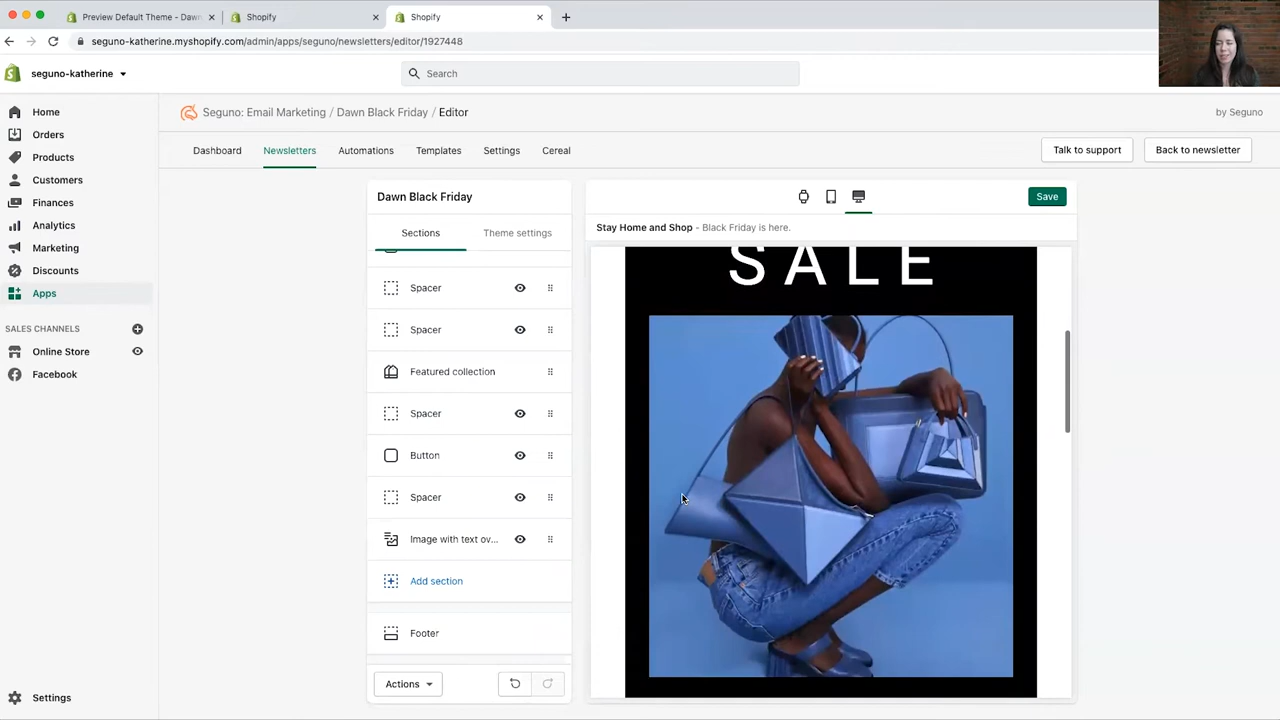 Preview Default Theme - Dawn
Shopify
Shopify
seguno-katherine.myshopify.com/admin/apps/seguno/newsletters/editor/1927448
seguno-katherine
Search
Home
Orders
Products
Customers
Finances
Analytics
Marketing
Discounts
Apps
SALES CHANNELS
Online Store
Facebook
Settings
Seguno: Email Marketing / Dawn Black Friday / Editor
by Seguno
Dashboard
Newsletters
Automations
Templates
Settings
Cereal
Talk to support
Back to newsletter
Dawn Black Friday
Sections
Theme settings
Spacer
Spacer
Featured collection
Spacer
Button
Spacer
Image with text ov...
Add section
Footer
Actions
Save
Stay Home and Shop - Black Friday is here.
SALE